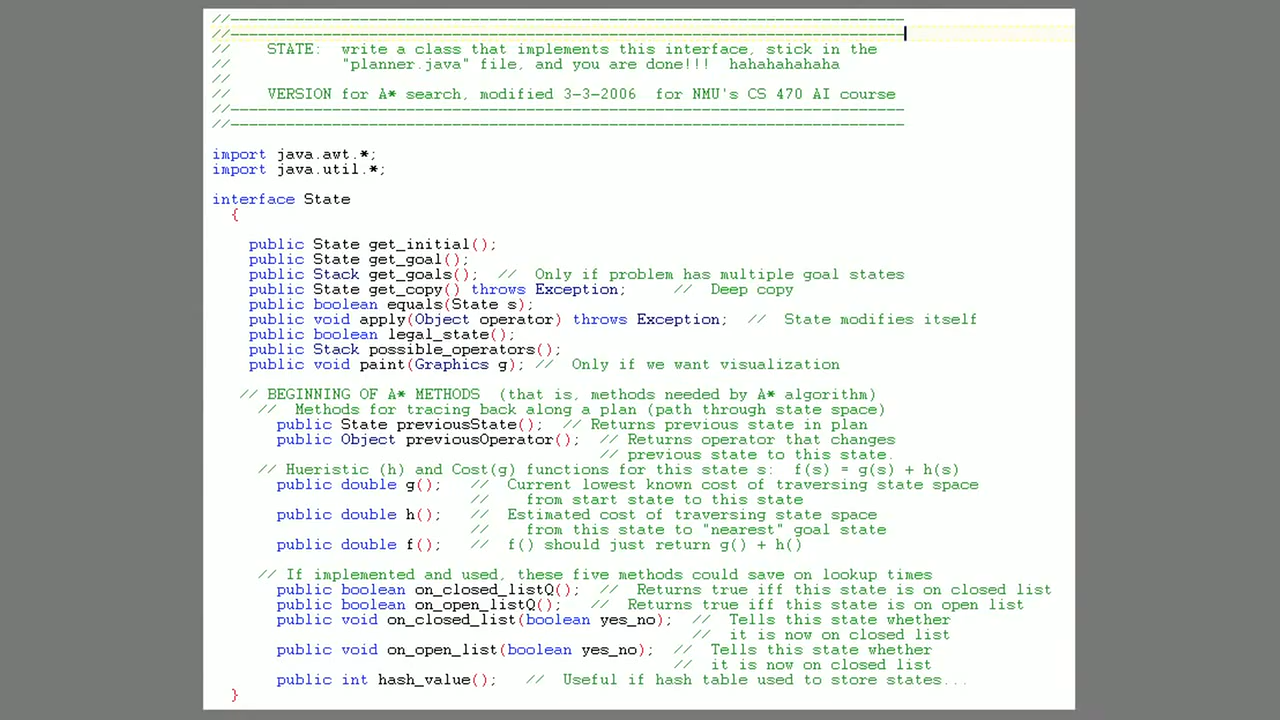 //-------------------------------------------------------------------------
//-------------------------------------------------------------------------
//    STATE:  write a class that implements this interface, stick in the
//            "planner.java" file, and you are done!!!  hahahahahaha
//
//    VERSION for A* search, modified 3-3-2006  for NMU's CS 470 AI course
//-------------------------------------------------------------------------
//-------------------------------------------------------------------------
import java.awt.*;
import java.util.*;
interface State
{
public State get_initial();
public State get_goal();
public Stack get_goals();  //  Only if problem has multiple goal states
public State get_copy() throws Exception;     //  Deep copy
public boolean equals(State s);
public void apply(Object operator) throws Exception;  //  State modifies itself
public boolean legal_state();
public Stack possible_operators();
public void paint(Graphics g); //  Only if we want visualization
// BEGINNING OF A* METHODS  (that is, methods needed by A* algorithm)
//  Methods for tracing back along a plan (path through state space)
public State previousState();  // Returns previous state in plan
public Object previousOperator();  // Returns operator that changes
// previous state to this state.
// Hueristic (h) and Cost(g) functions for this state s:  f(s) = g(s) + h(s)
public double g();   //  Current lowest known cost of traversing state space
//    from start state to this state
public double h();   //  Estimated cost of traversing state space
//    from this state to "nearest" goal state
public double f();   //  f() should just return g() + h()
// If implemented and used, these five methods could save on lookup times
public boolean on_closed_listQ();  //  Returns true iff this state is on closed list
public boolean on_open_listQ();   //  Returns true iff this state is on open list
public void on_closed_list(boolean yes_no);  //  Tells this state whether
//  it is now on closed list
public void on_open_list(boolean yes_no);  //  Tells this state whether
//  it is now on closed list
public int hash_value();   //  Useful if hash table used to store states...
}